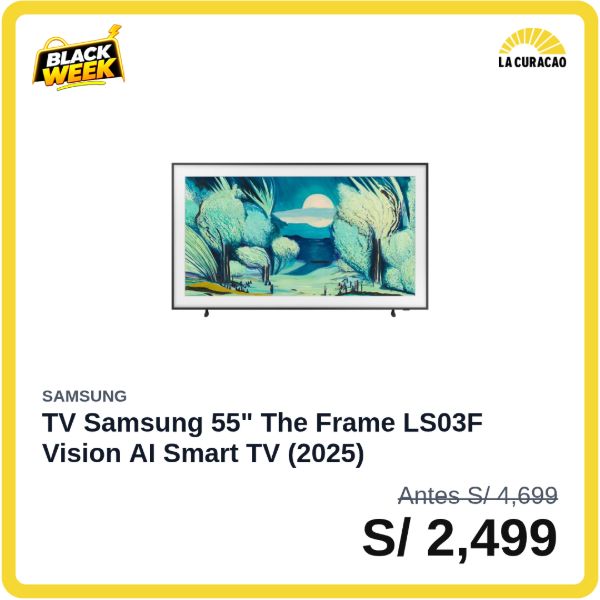 BLACK
WEEK
LA CURACAO
SAMSUNG
TV Samsung 55" The Frame LS03F
Vision AI Smart TV (2025)
Antes S/ 4,699
S/ 2,499